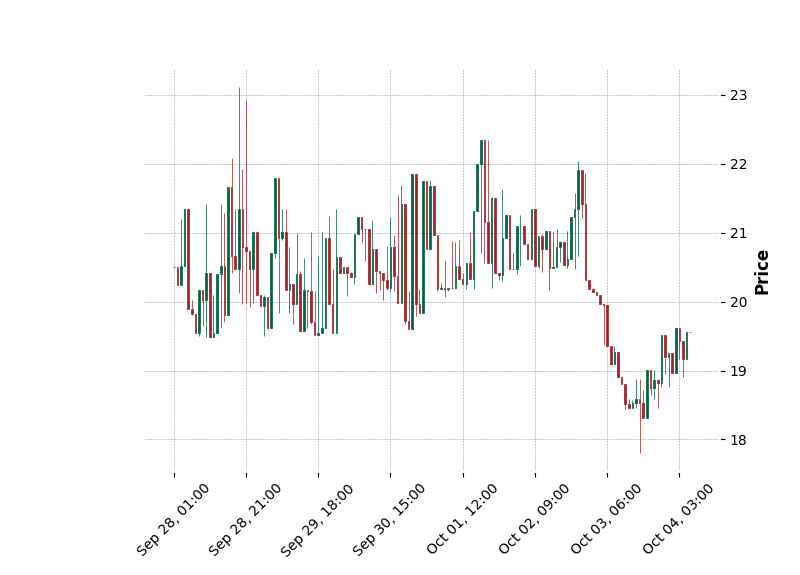 23
22
21
20
19
18
Price
Sep 28, 01:00
Sep 28, 21:00
Sep 29, 18:00
Sep 30, 15:00
Oct 01, 12:00
Oct 02, 09:00
Oct 03, 06:00
Oct 04, 03:00